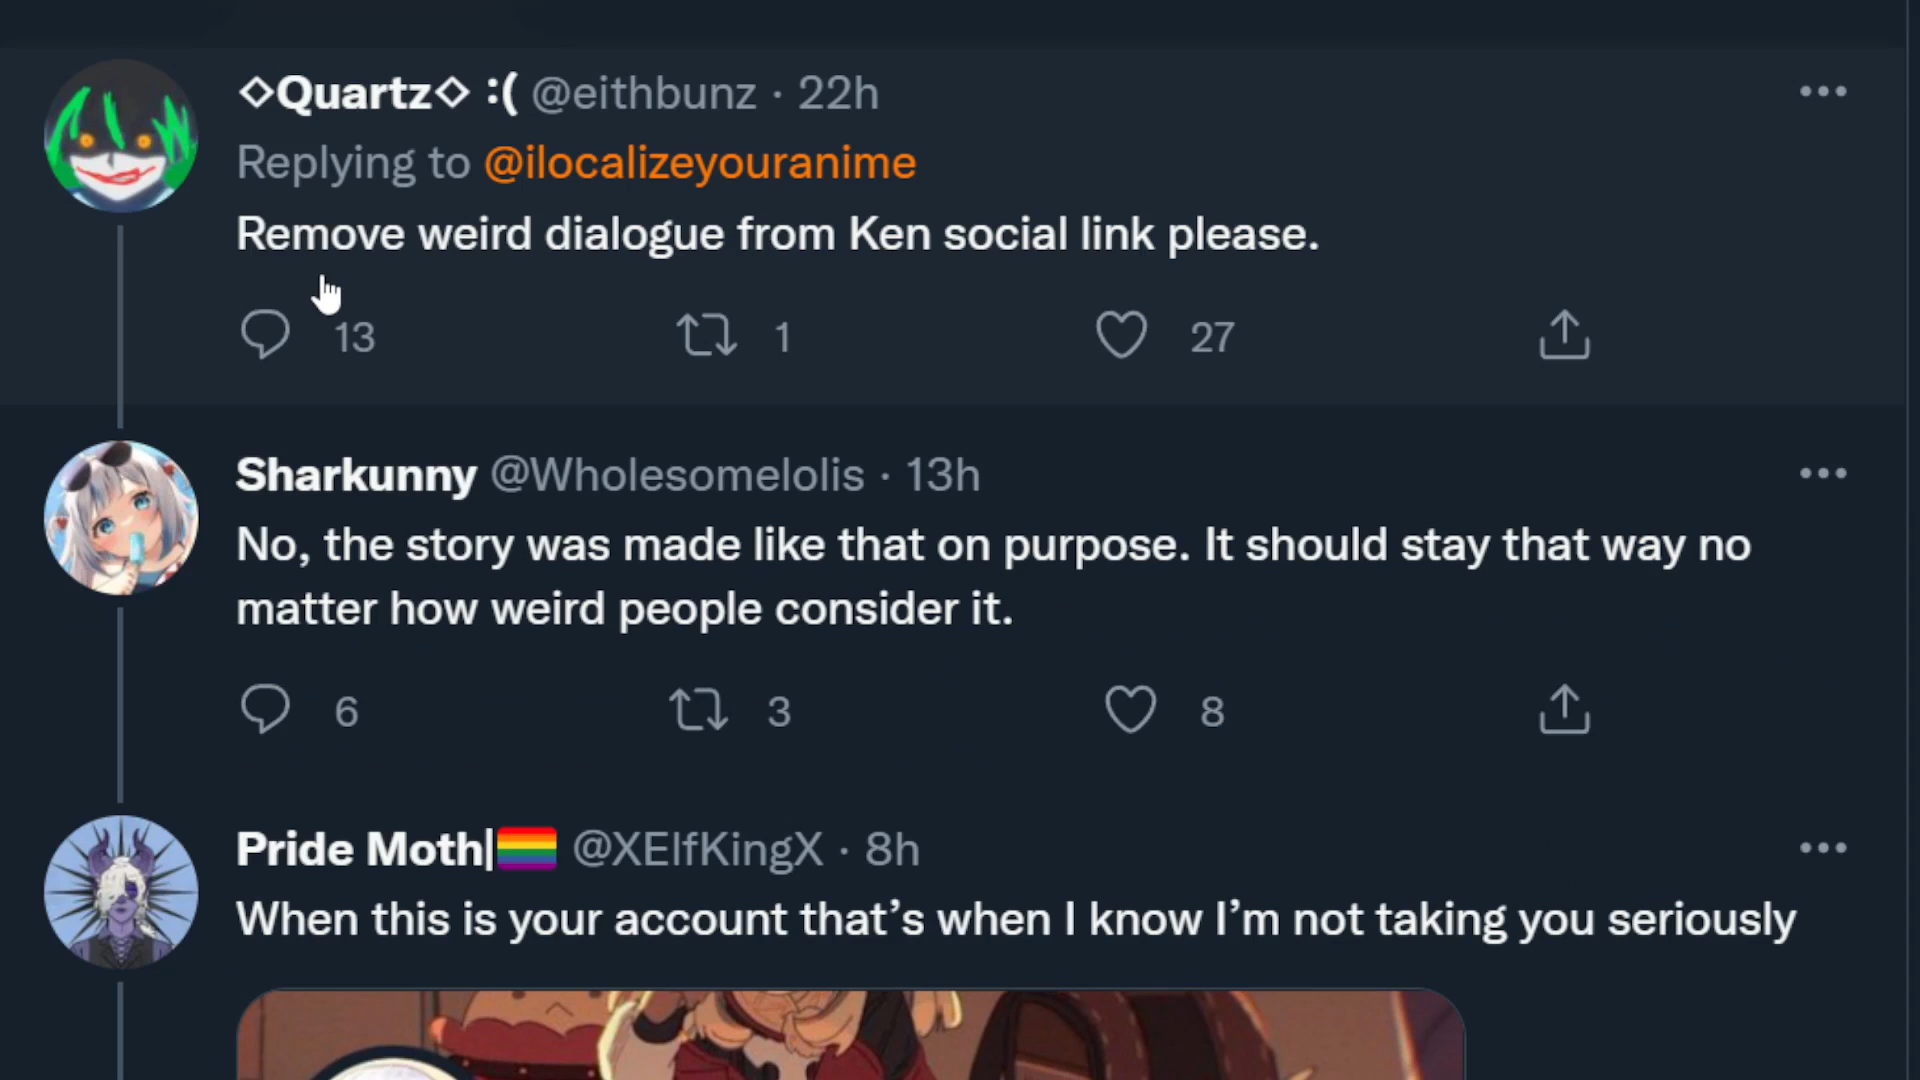 ◇Quartz◇ :( @eithbunz · 22h
Replying to @ilocalizeyouranime
Remove weird dialogue from Ken social link please.
13 1 27
Sharkunny @Wholesomelolis · 13h
No, the story was made like that on purpose. It should stay that way no
matter how weird people consider it.
6 3 8
Pride Moth|🏳️‍🌈 @XElfKingX · 8h
When this is your account that’s when I know I’m not taking you seriously